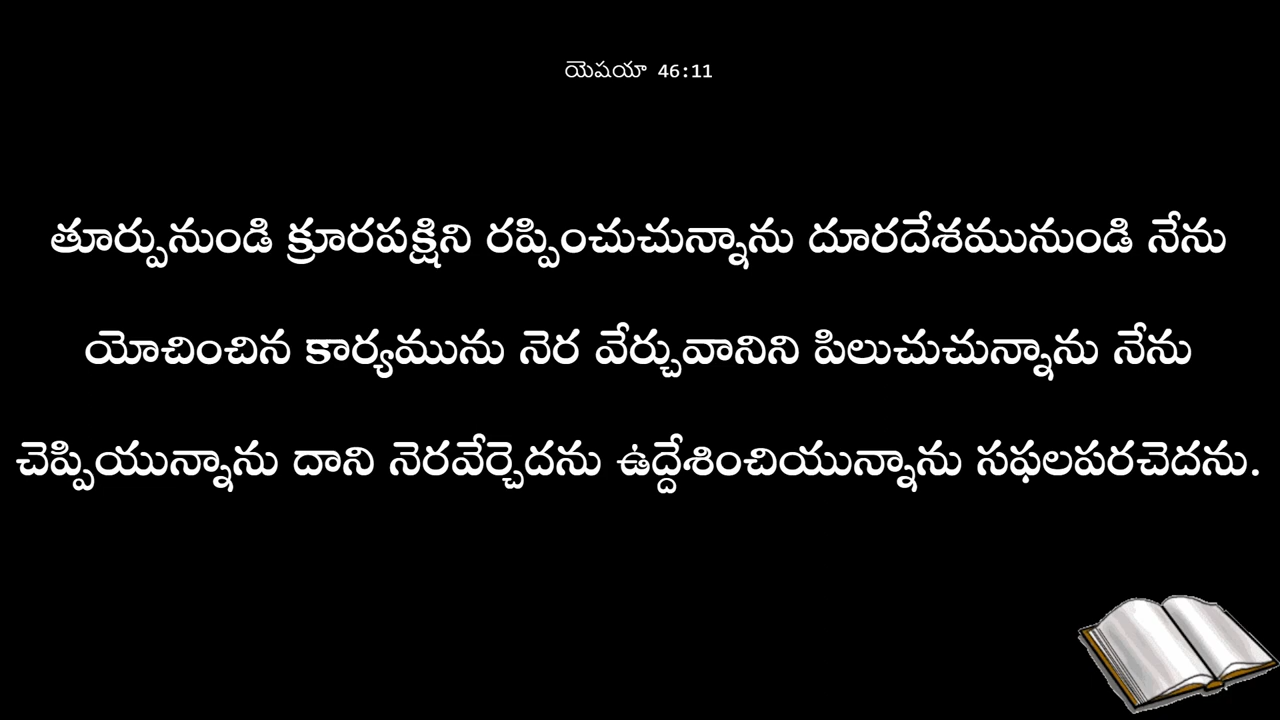 యెషయా 46:11
తూర్పునుండి క్రూరపక్షిని రప్పించుచున్నాను దూరదేశమునుండి నేను
యోచించిన కార్యమును నెర వేర్చువానిని పిలుచుచున్నాను నేను
చెప్పియున్నాను దాని నెరవేర్చెదను ఉద్దేశించియున్నాను సఫలపరచెదను.